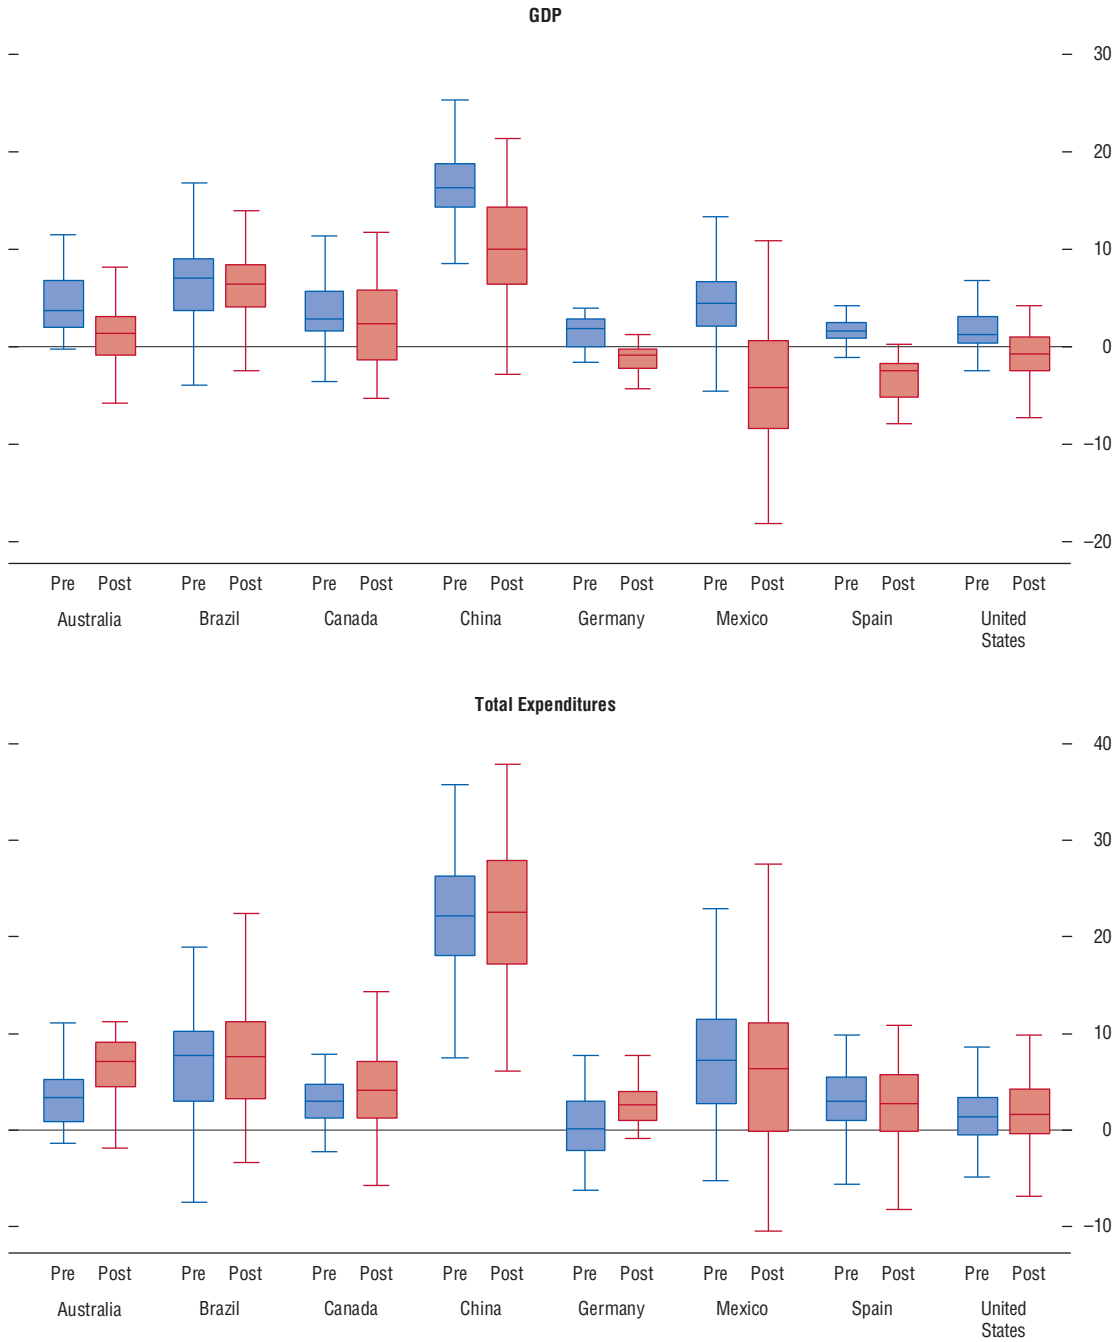 GDP
30
20
10
0
–10
–20
Pre Post Pre Post Pre Post Pre Post Pre Post Pre Post Pre Post Pre Post
Australia Brazil Canada China Germany Mexico Spain United
States
Total Expenditures
40
30
20
10
0
–10
Pre Post Pre Post Pre Post Pre Post Pre Post Pre Post Pre Post Pre Post
Australia Brazil Canada China Germany Mexico Spain United
States